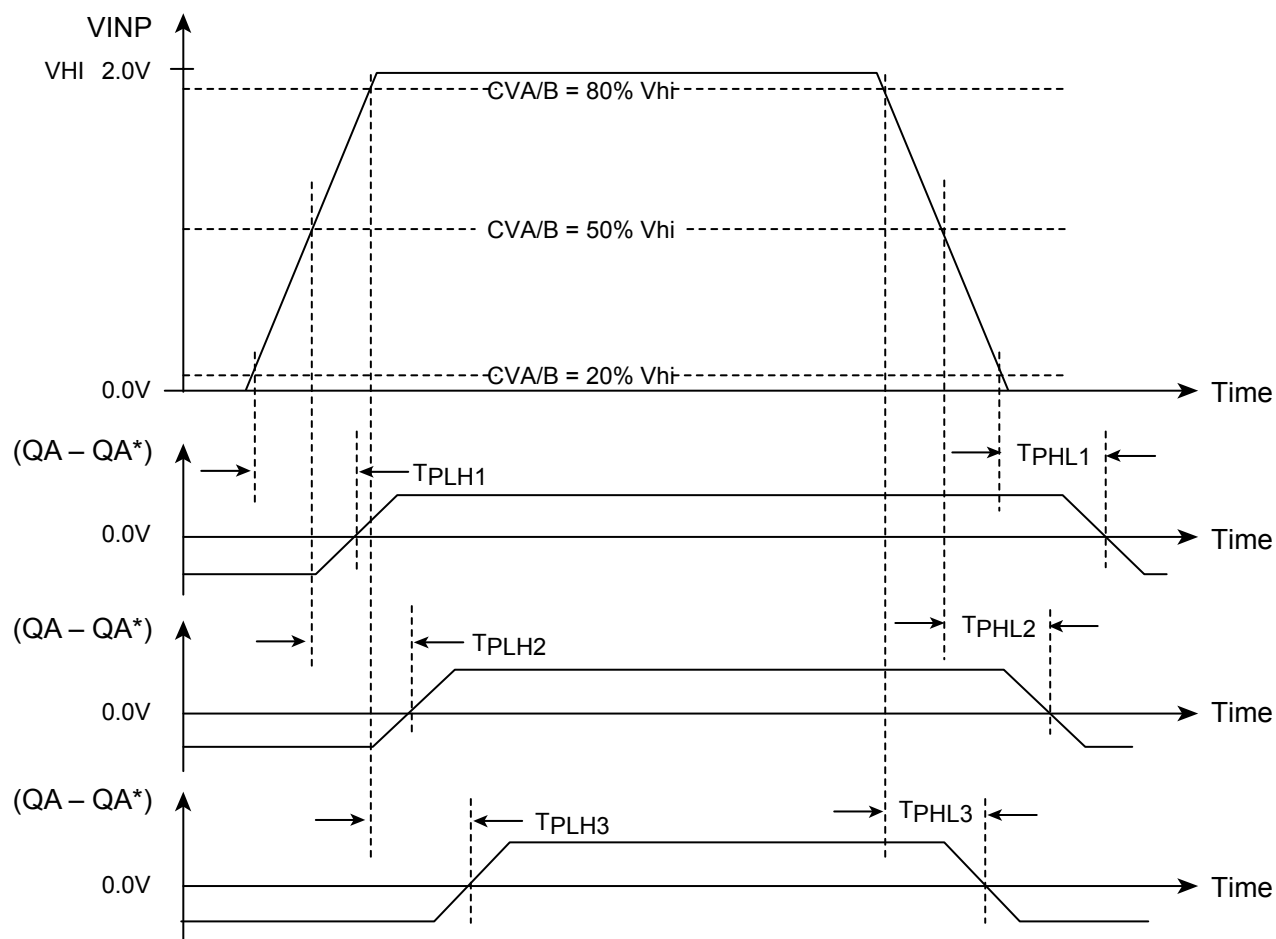 VINP
VHI 2.0V
CVA/B = 80% Vhi
CVA/B = 50% Vhi
CVA/B = 20% Vhi
0.0V
Time
(QA – QA*)
TPLH1
TPHL1
0.0V
Time
(QA – QA*)
TPLH2
TPHL2
0.0V
Time
(QA – QA*)
TPLH3
TPHL3
0.0V
Time